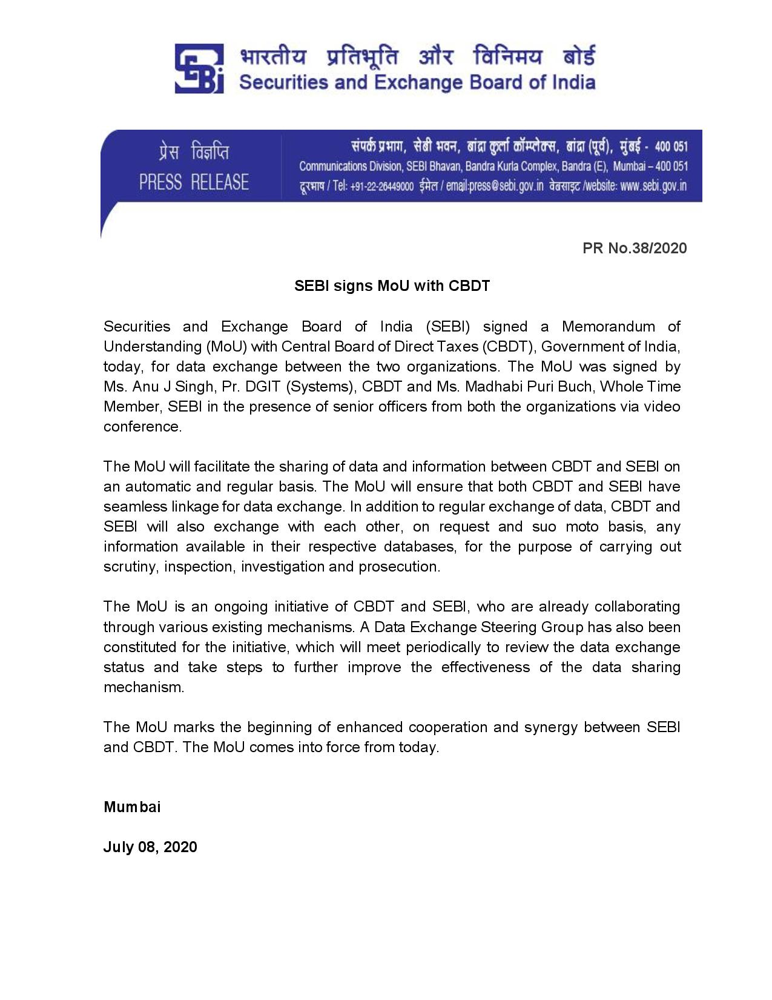 SEBI
भारतीय प्रतिभूति और विनिमय बोर्ड
Securities and Exchange Board of India
प्रेस विज्ञप्ति
PRESS RELEASE
संपर्क प्रभाग, सेबी भवन, बांद्रा कुर्ला कॉम्प्लेक्स, बांद्रा (पूर्व), मुंबई - 400 051
Communications Division, SEBI Bhavan, Bandra Kurla Complex, Bandra (E), Mumbai – 400 051
दूरभाष / Tel: +91-22-26449000 ईमेल / email:press@sebi.gov.in वेबसाइट /website: www.sebi.gov.in
PR No.38/2020
SEBI signs MoU with CBDT
Securities and Exchange Board of India (SEBI) signed a Memorandum of
Understanding (MoU) with Central Board of Direct Taxes (CBDT), Government of India,
today, for data exchange between the two organizations. The MoU was signed by
Ms. Anu J Singh, Pr. DGIT (Systems), CBDT and Ms. Madhabi Puri Buch, Whole Time
Member, SEBI in the presence of senior officers from both the organizations via video
conference.
The MoU will facilitate the sharing of data and information between CBDT and SEBI on
an automatic and regular basis. The MoU will ensure that both CBDT and SEBI have
seamless linkage for data exchange. In addition to regular exchange of data, CBDT and
SEBI will also exchange with each other, on request and suo moto basis, any
information available in their respective databases, for the purpose of carrying out
scrutiny, inspection, investigation and prosecution.
The MoU is an ongoing initiative of CBDT and SEBI, who are already collaborating
through various existing mechanisms. A Data Exchange Steering Group has also been
constituted for the initiative, which will meet periodically to review the data exchange
status and take steps to further improve the effectiveness of the data sharing
mechanism.
The MoU marks the beginning of enhanced cooperation and synergy between SEBI
and CBDT. The MoU comes into force from today.
Mumbai
July 08, 2020